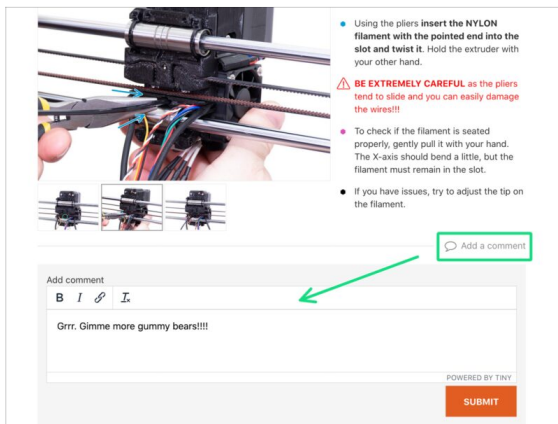 Using the pliers insert the NYLON
filament with the pointed end into the
slot and twist it. Hold the extruder with
your other hand.
BE EXTREMELY CAREFUL as the pliers
tend to slide and you can easily damage
the wires!!!
To check if the filament is seated
properly, gently pull it with your hand.
The X-axis should bend a little, but the
filament must remain in the slot.
If you have issues, try to adjust the tip on
the filament.
Add a comment
Add comment
B I Tx
Grrr. Gimme more gummy bears!!!!
POWERED BY TINY
SUBMIT